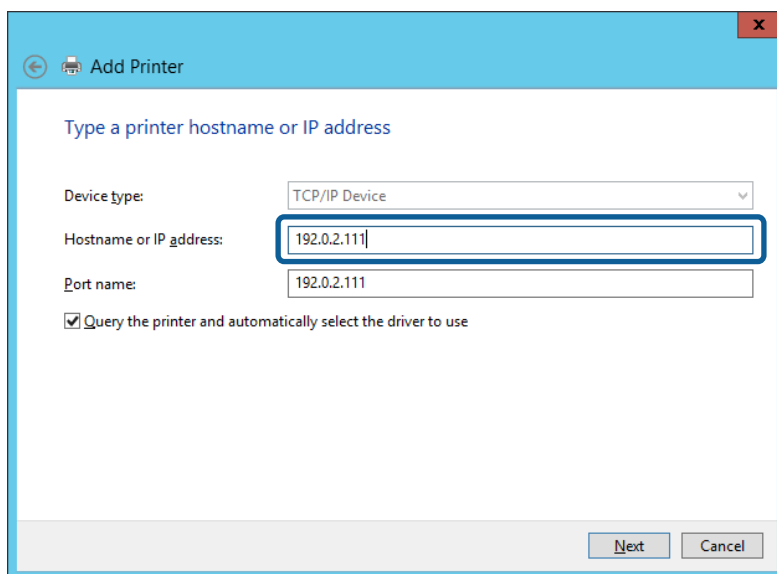 x
Add Printer
Type a printer hostname or IP address
Device type: TCP/IP Device
Hostname or IP address: 192.0.2.111
Port name: 192.0.2.111
Query the printer and automatically select the driver to use
Next Cancel